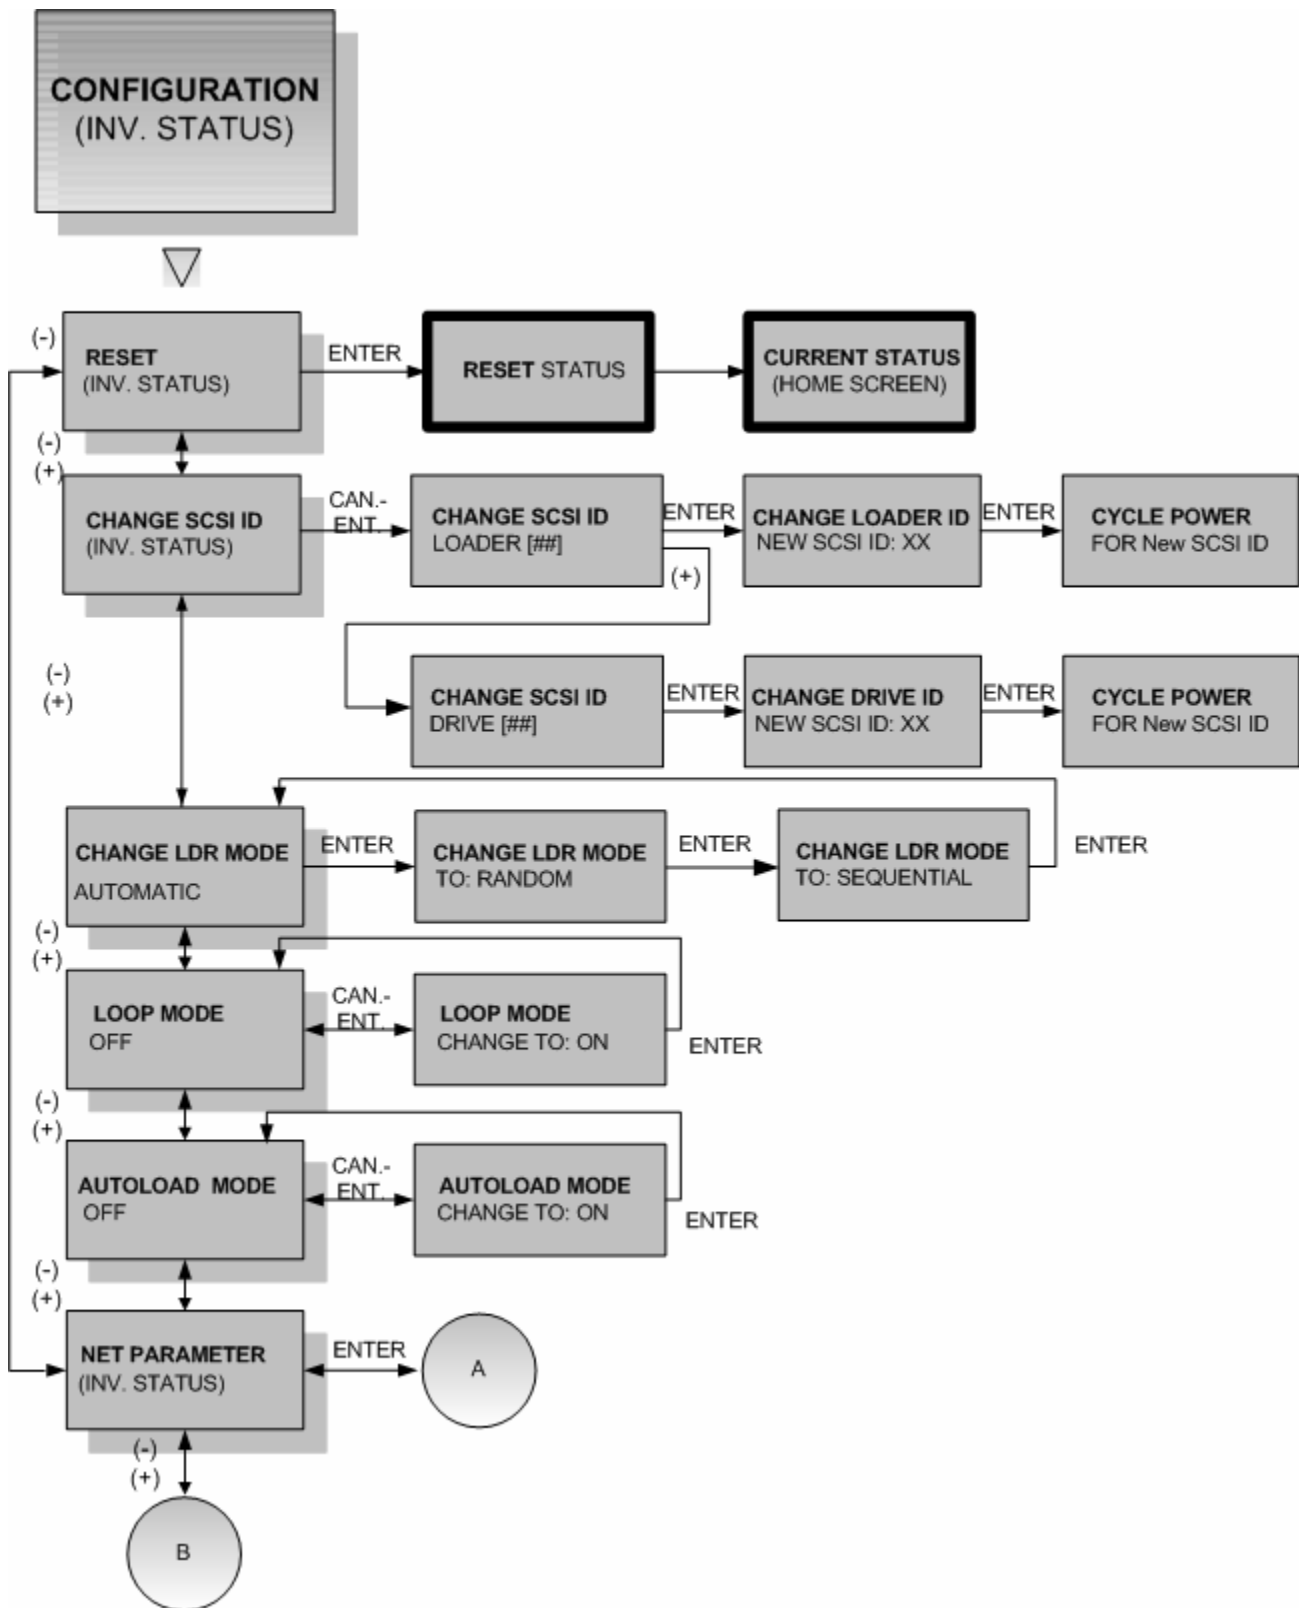 CONFIGURATION
(INV. STATUS)
(-)
RESET
(INV. STATUS)
ENTER
RESET STATUS
CURRENT STATUS
(HOME SCREEN)
(-)
(+)
CHANGE SCSI ID
(INV. STATUS)
CAN.-
ENT.
CHANGE SCSI ID
LOADER [##]
ENTER
CHANGE LOADER ID
NEW SCSI ID: XX
ENTER
CYCLE POWER
FOR New SCSI ID
(+)
(-)
(+)
CHANGE SCSI ID
DRIVE [##]
ENTER
CHANGE DRIVE ID
NEW SCSI ID: XX
ENTER
CYCLE POWER
FOR New SCSI ID
CHANGE LDR MODE
AUTOMATIC
ENTER
CHANGE LDR MODE
TO: RANDOM
ENTER
CHANGE LDR MODE
TO: SEQUENTIAL
ENTER
(-)
(+)
LOOP MODE
OFF
CAN.-
ENT.
LOOP MODE
CHANGE TO: ON
ENTER
(-)
(+)
AUTOLOAD MODE
OFF
CAN.-
ENT.
AUTOLOAD MODE
CHANGE TO: ON
ENTER
(-)
(+)
NET PARAMETER
(INV. STATUS)
ENTER
A
(-)
(+)
B